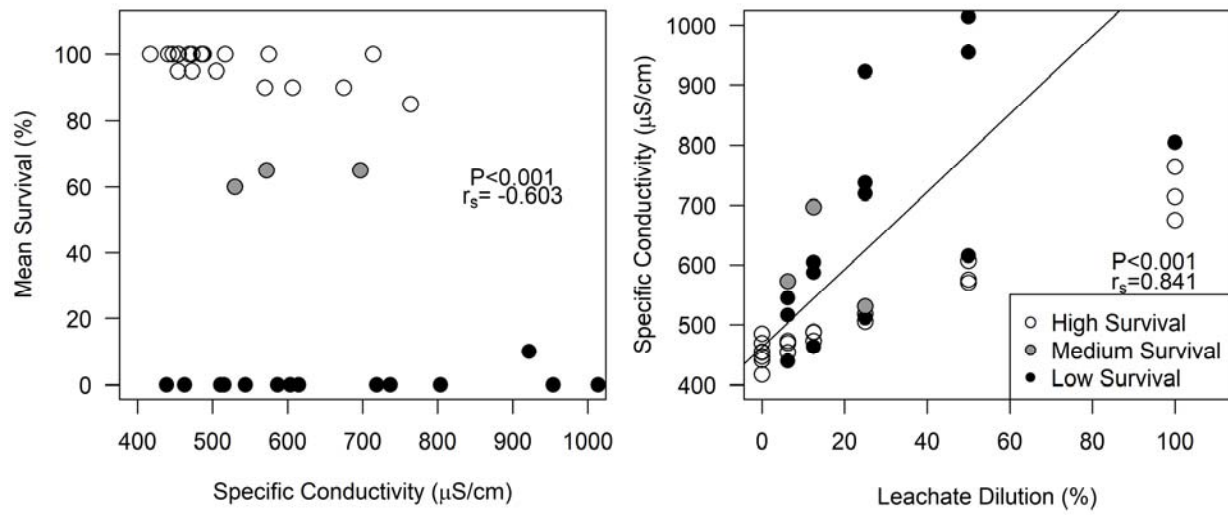 Mean Survival (%)
100
80
60
40
20
0
P<0.001
rs= -0.603
400 500 600 700 800 900 1000
Specific Conductivity (μS/cm)
Specific Conductivity (μS/cm)
1000
900
800
700
600
500
400
P<0.001
rs=0.841
High Survival
Medium Survival
Low Survival
0 20 40 60 80 100
Leachate Dilution (%)